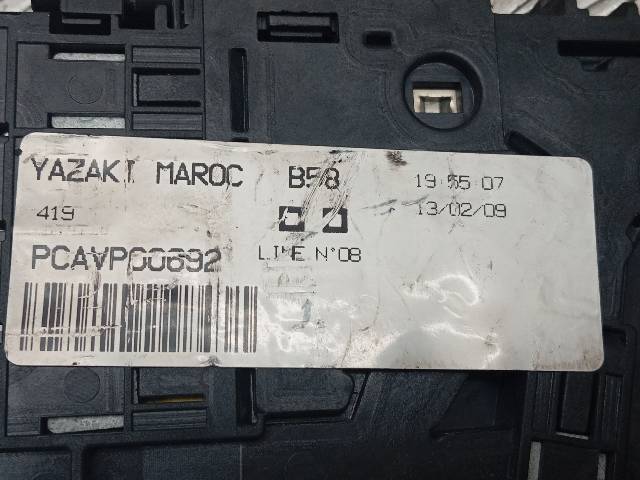 YAZAKI MAROC B58 19:55:07
419 13/02/09
PCAVP00692 LINE N°08